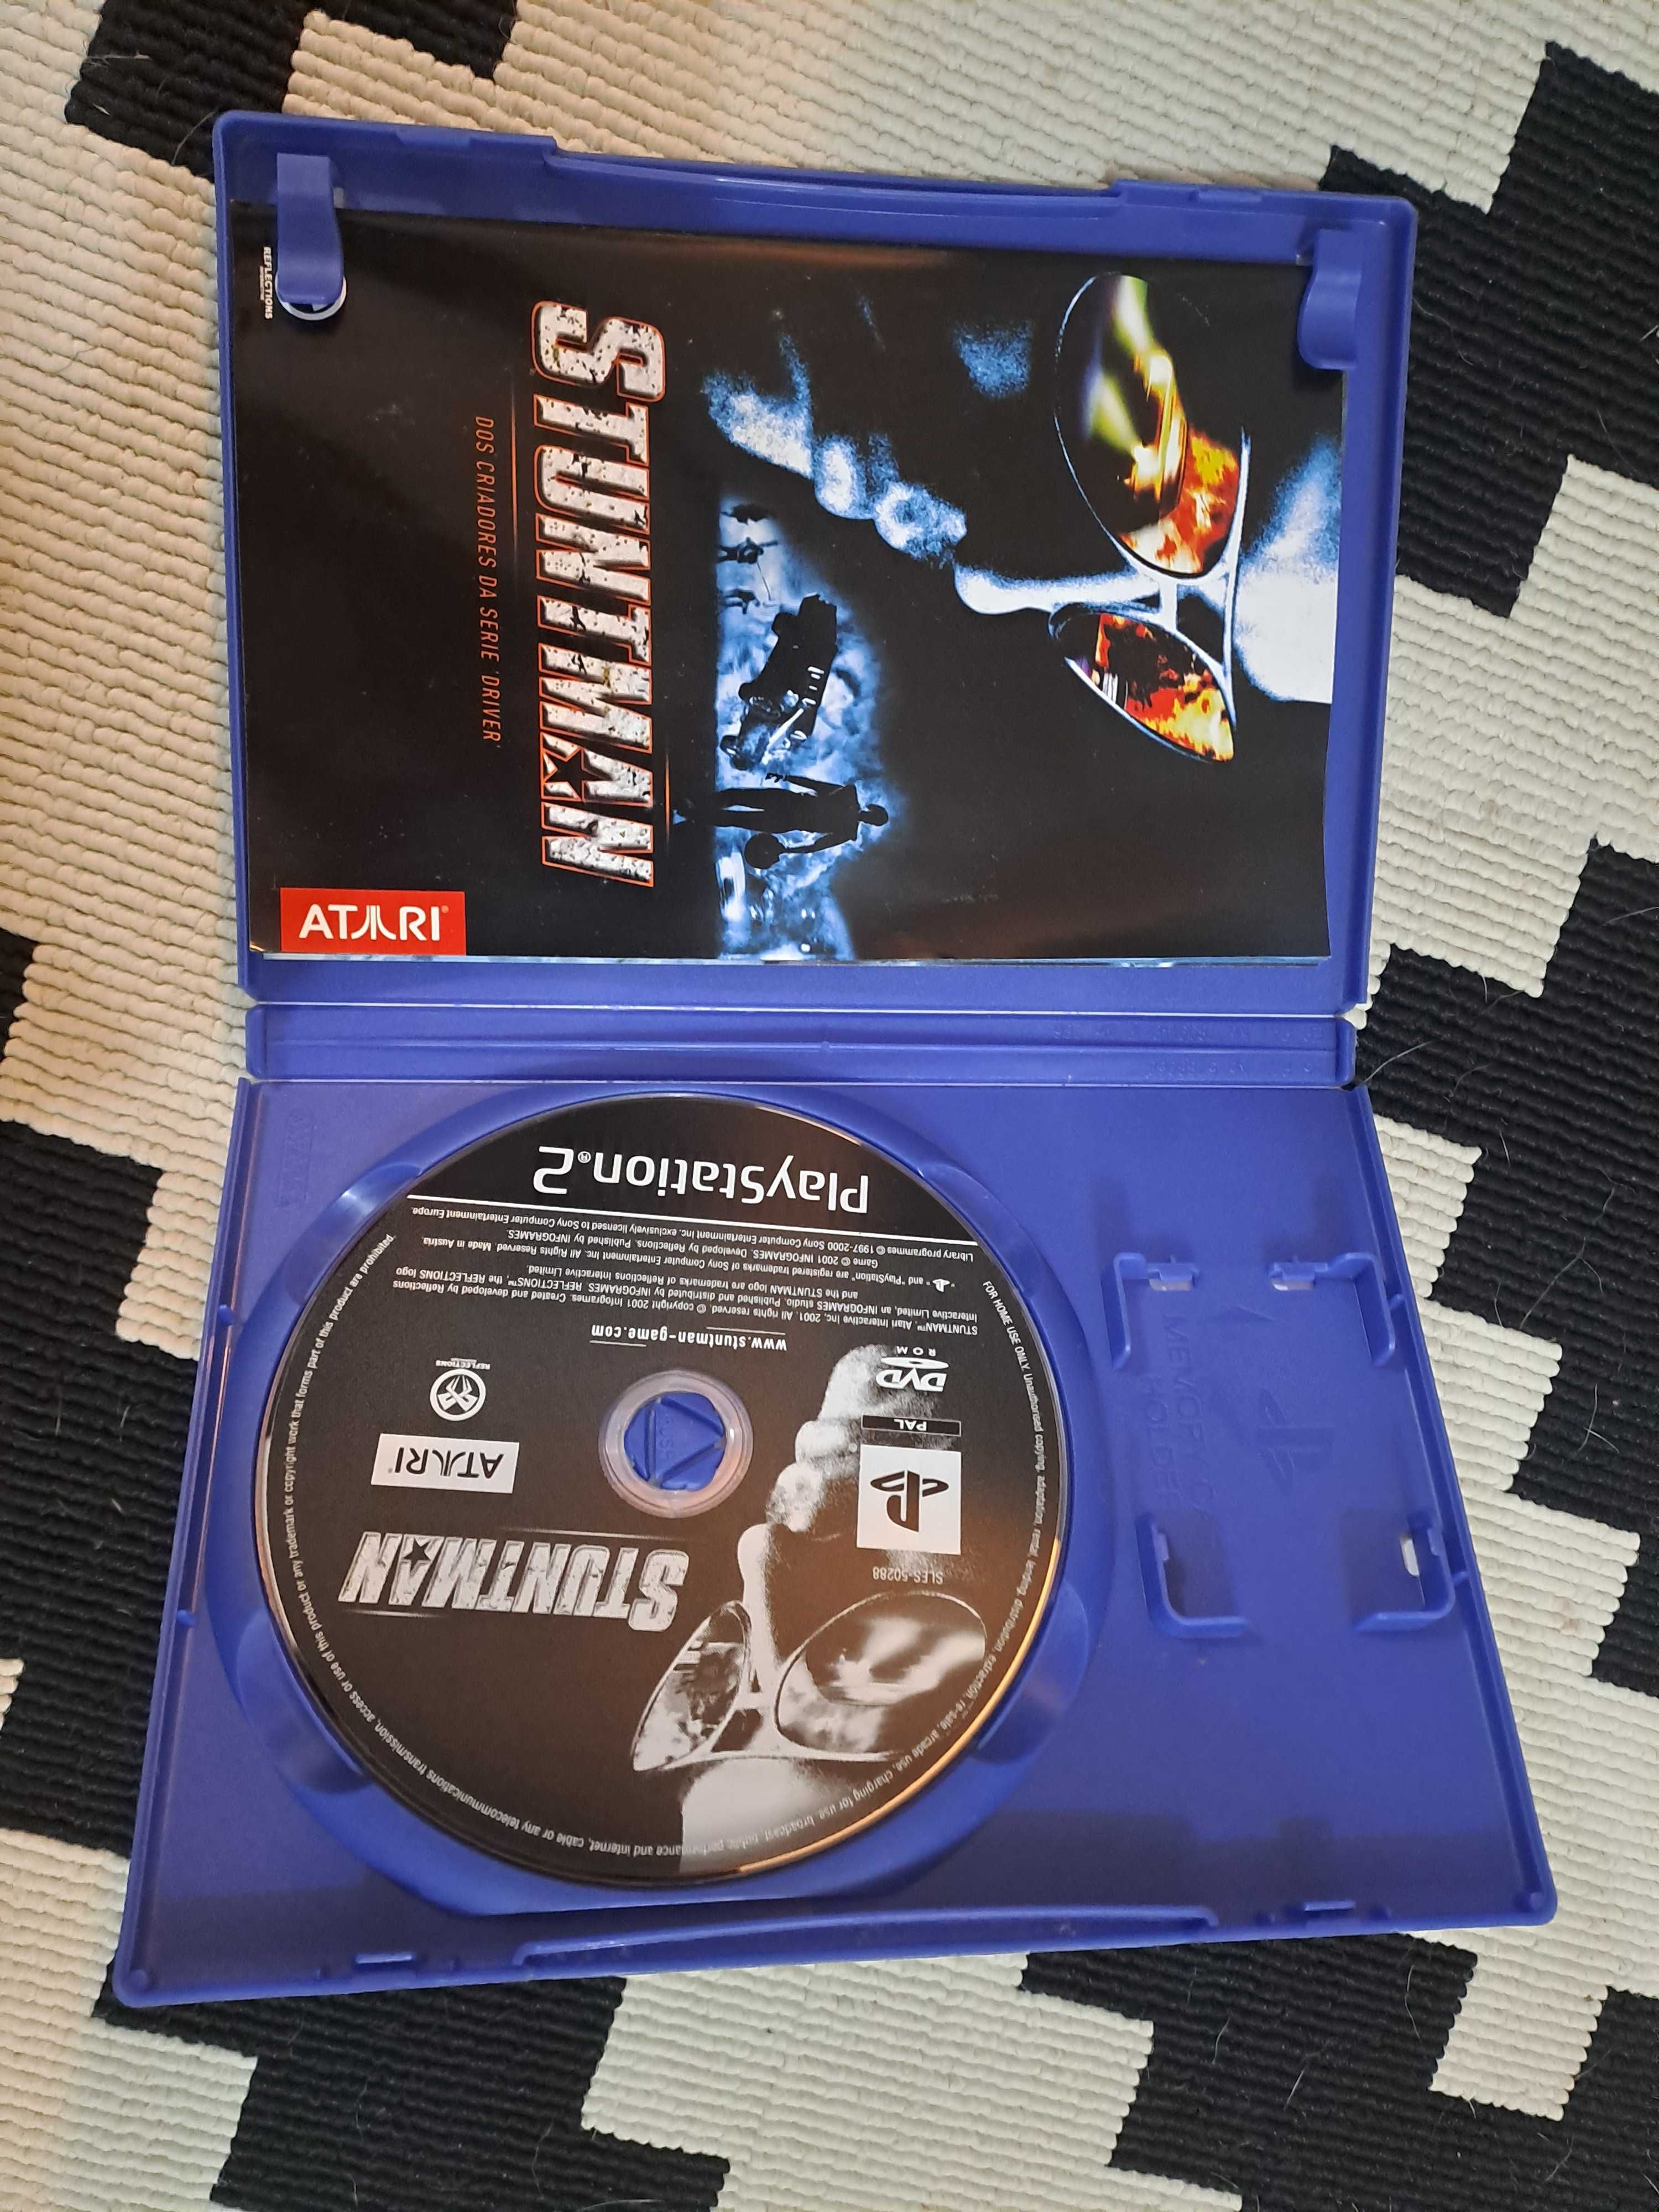 STUNTMAN
DOS CRIADORES DA SERIE 'DRIVER'
REFLECTIONS
ATARI®
PlayStation®2
Library programmes © 1997-2000 Sony Computer Entertainment Inc, exclusively licensed to Sony Computer Entertainment Europe.
Game © 2001 INFOGRAMES. Developed by Reflections. Published by INFOGRAMES.
" " and "PlayStation" are registered trademarks of Sony Computer Entertainment Inc. All Rights Reserved. Made in Austria.
STUNTMAN™, Atari Interactive, Inc, 2001. All rights reserved. © 2001 Infogrames. Created and developed by Reflections
Interactive Limited, an INFOGRAMES studio. Published and distributed by INFOGRAMES. REFLECTIONS™, the REFLECTIONS logo
and the STUNTMAN logo are trademarks of Reflections Interactive Limited.
www.stuntman-game.com
DVD
ROM
PAL
SLES-50288
REFLECTIONS
ATARI®
STUNTMAN
FOR HOME USE ONLY. Unauthorised copying, adaptation, rental, lending, distribution, extraction, re-sale, arcade use, charging for use, broadcast, public performance and internet, cable or any telecommunications transmission, access or use of this product or any trademark or copyright work that forms part of this product are prohibited.
MEMORY